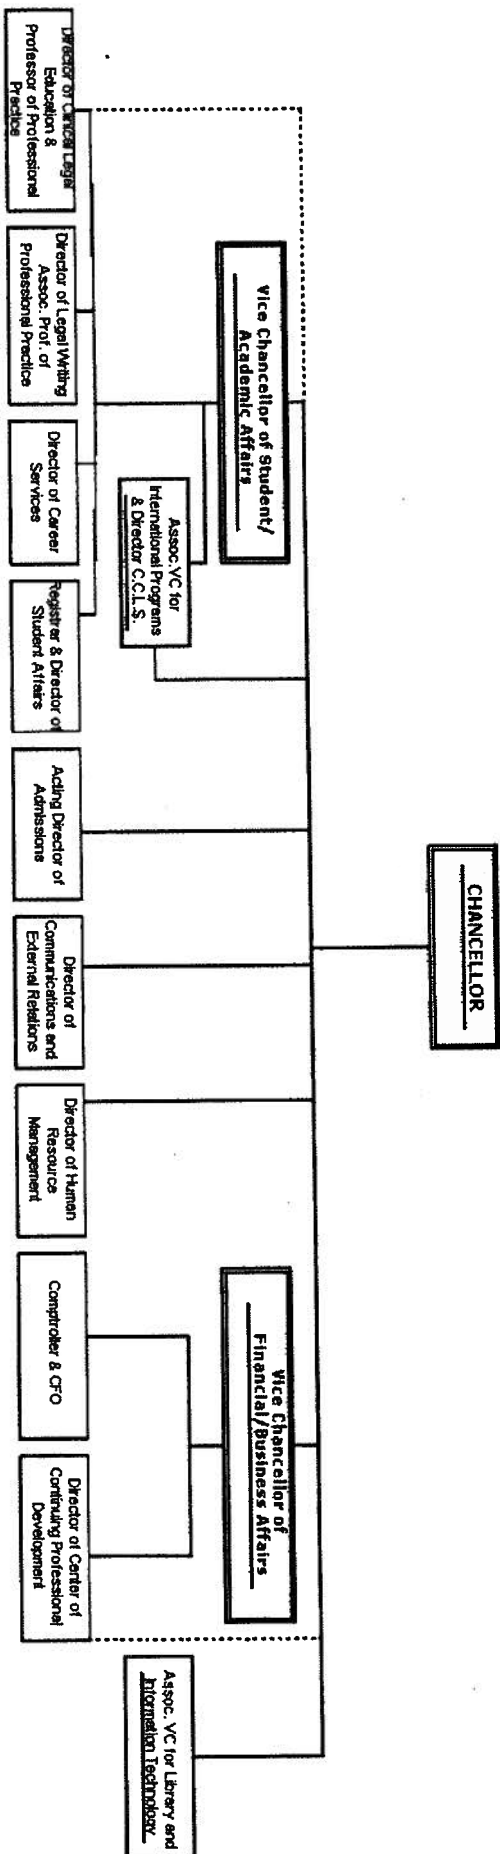 CHANCELLOR
Vice Chancellor of Student/
Academic Affairs
Vice Chancellor of
Financial/Business Affairs
Assoc. VC for
International Programs
& Director C.C.L.S.
Assoc. VC for Library and
Information Technology
Director of Clinical Legal
Education &
Professor of Professional
Practice
Director of Legal Writing
Assoc. Prof. of
Professional Practice
Director of Career
Services
Registrar & Director of
Student Affairs
Acting Director of
Admissions
Director of
Communications and
External Relations
Director of Human
Resource
Management
Comptroller & CFO
Director of Center of
Continuing Professional
Development